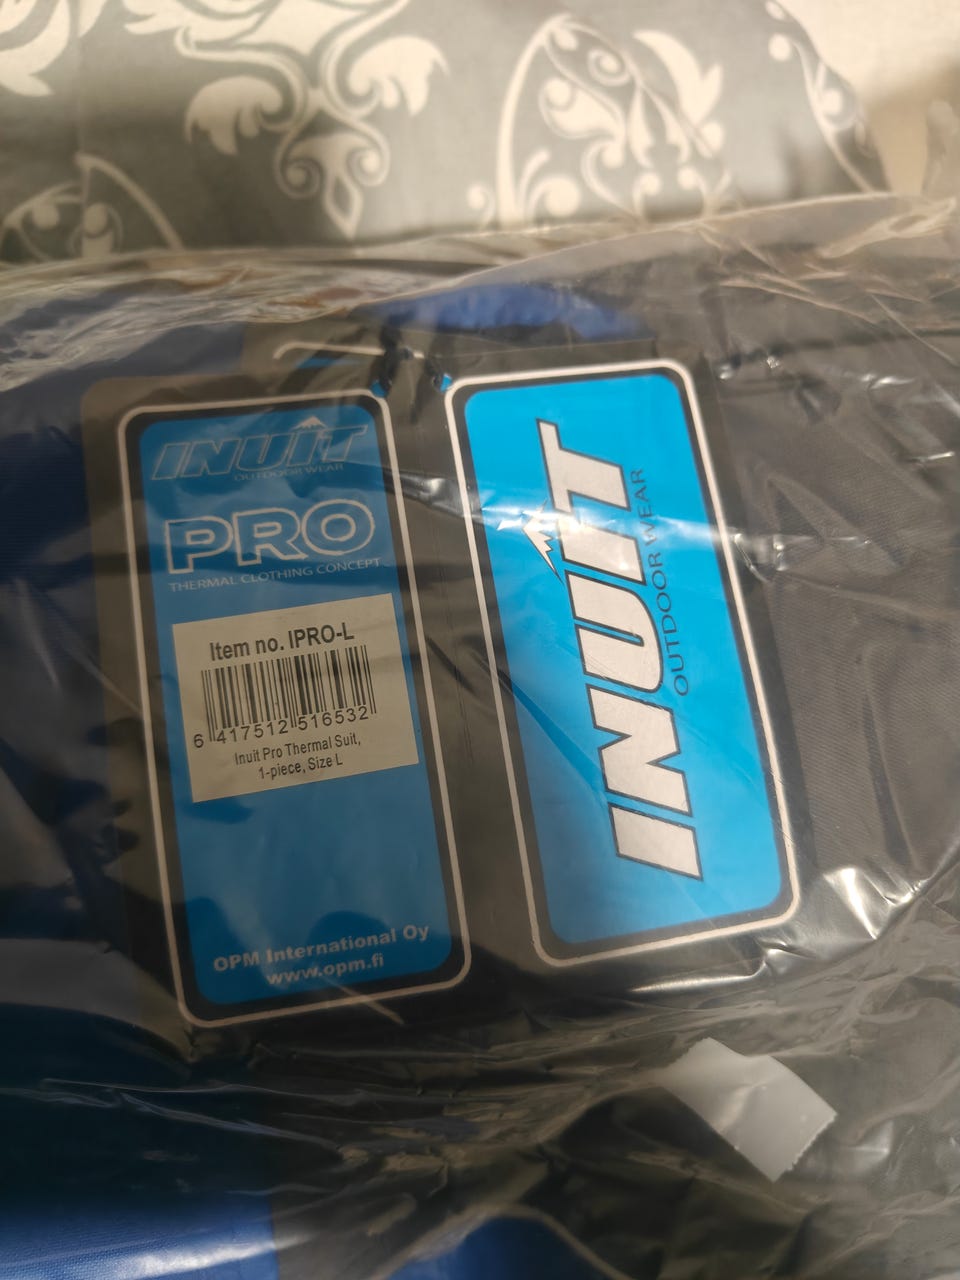 INUIT
OUTDOOR WEAR
PRO
THERMAL CLOTHING CONCEPT
Item no. IPRO-L
6 417512 516532
Inuit Pro Thermal Suit,
1-piece, Size L
OPM International Oy
www.opm.fi
INUIT
OUTDOOR WEAR